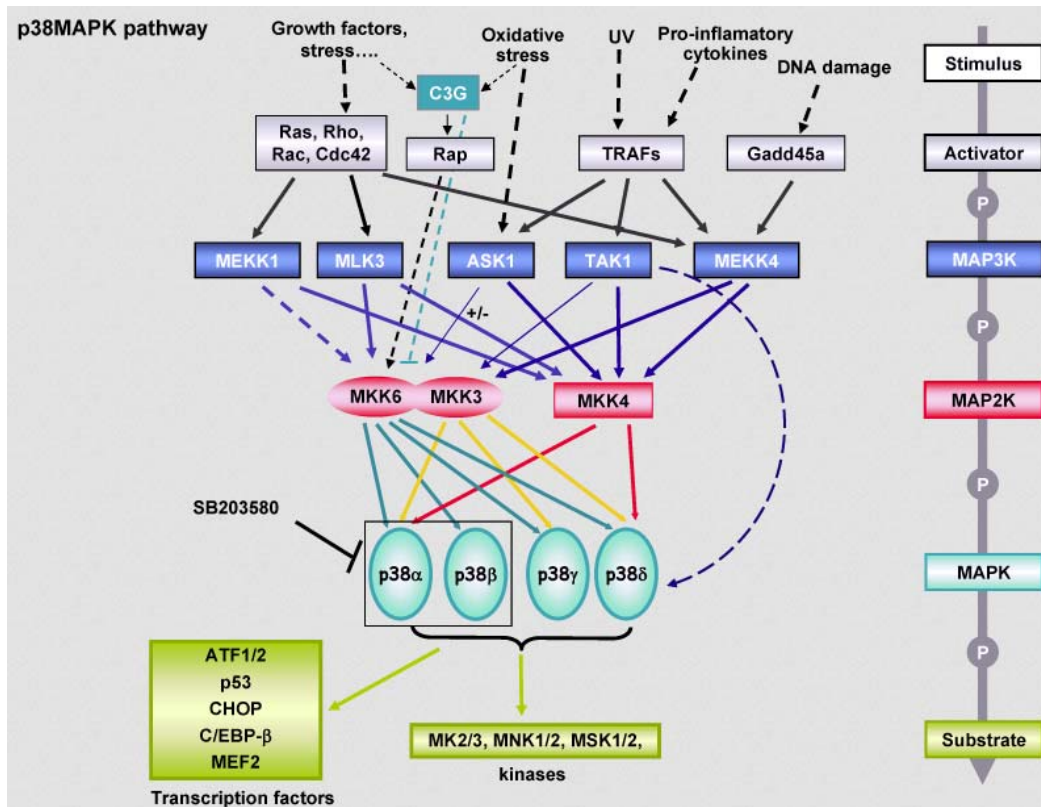 p38MAPK pathway
Growth factors,
stress....
Oxidative
stress
UV
Pro-inflamatory
cytokines
DNA damage
Stimulus
C3G
Ras, Rho,
Rac, Cdc42
Rap
TRAFs
Gadd45a
Activator
P
MEKK1
MLK3
ASK1
TAK1
MEKK4
MAP3K
+/-
P
MKK6
MKK3
MKK4
MAP2K
P
SB203580
p38α
p38β
p38γ
p38δ
MAPK
P
ATF1/2
p53
CHOP
C/EBP-β
MEF2
Transcription factors
MK2/3, MNK1/2, MSK1/2,
kinases
Substrate